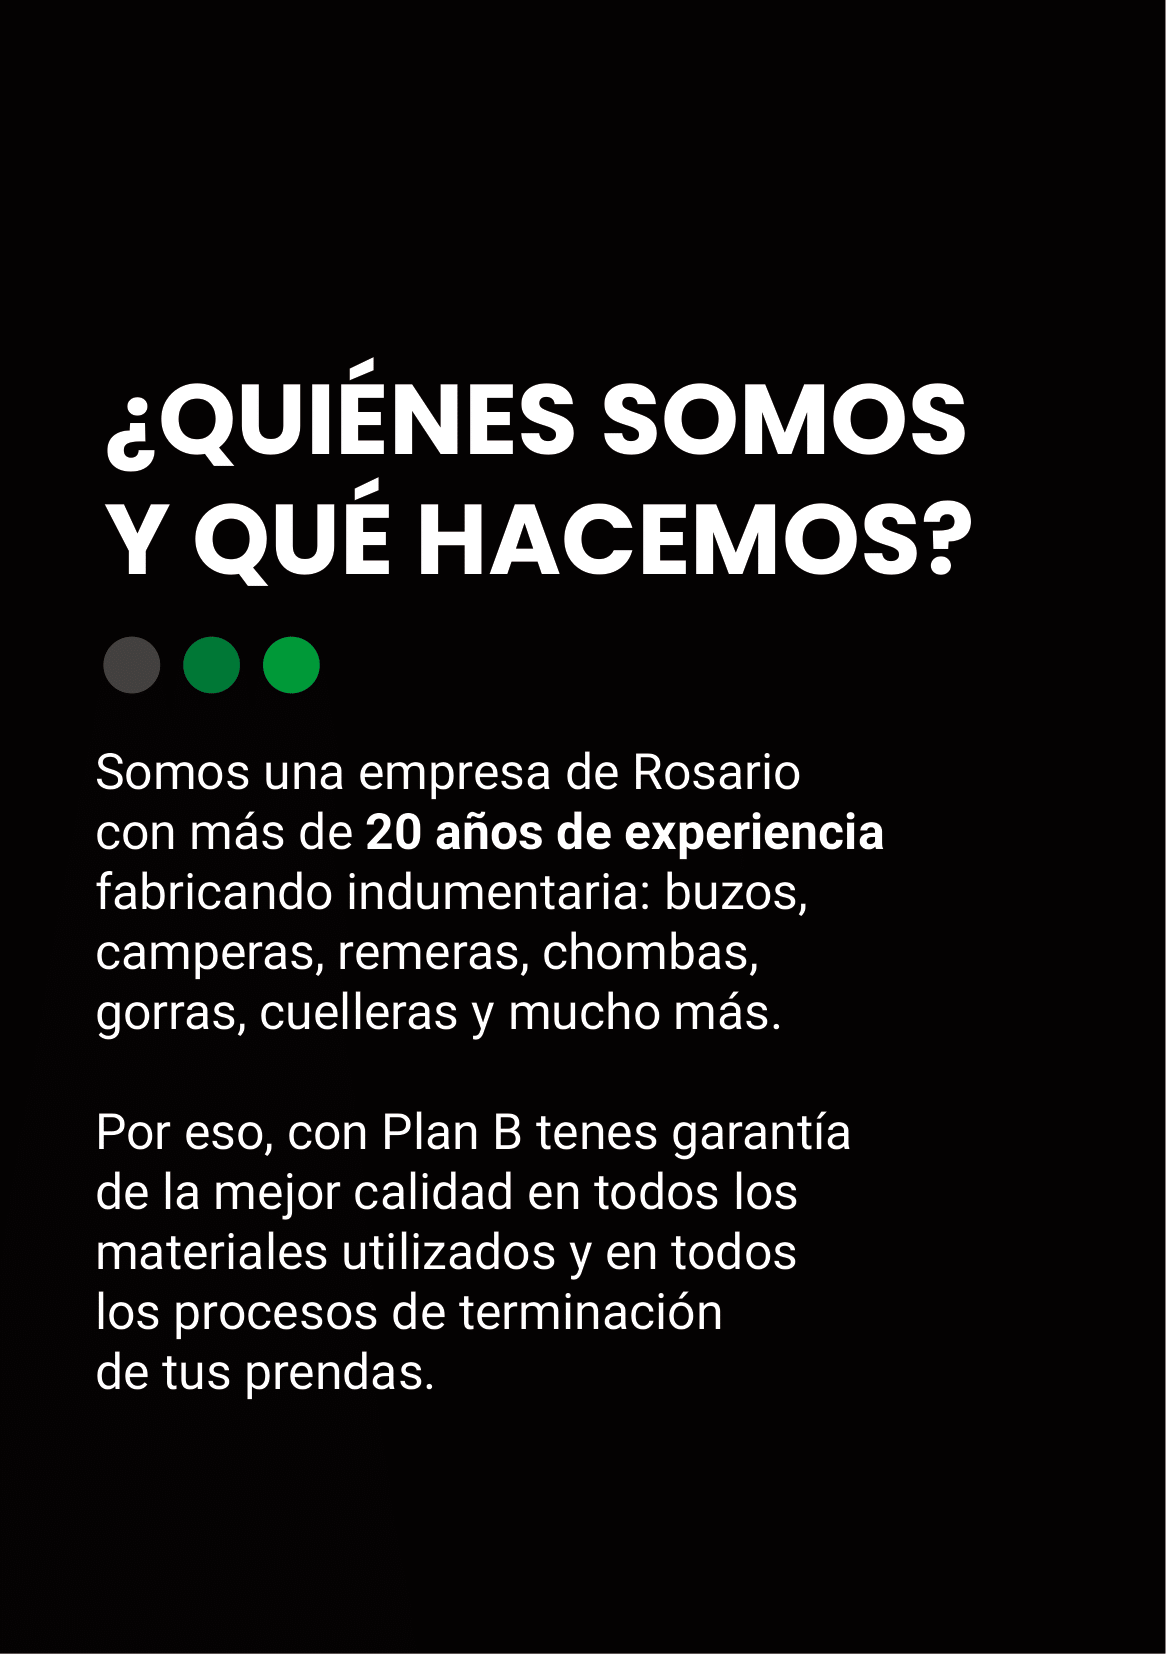 ¿QUIÉNES SOMOS
Y QUÉ HACEMOS?
Somos una empresa de Rosario
con más de 20 años de experiencia
fabricando indumentaria: buzos,
camperas, remeras, chombas,
gorras, cuelleras y mucho más.
Por eso, con Plan B tenes garantía
de la mejor calidad en todos los
materiales utilizados y en todos
los procesos de terminación
de tus prendas.